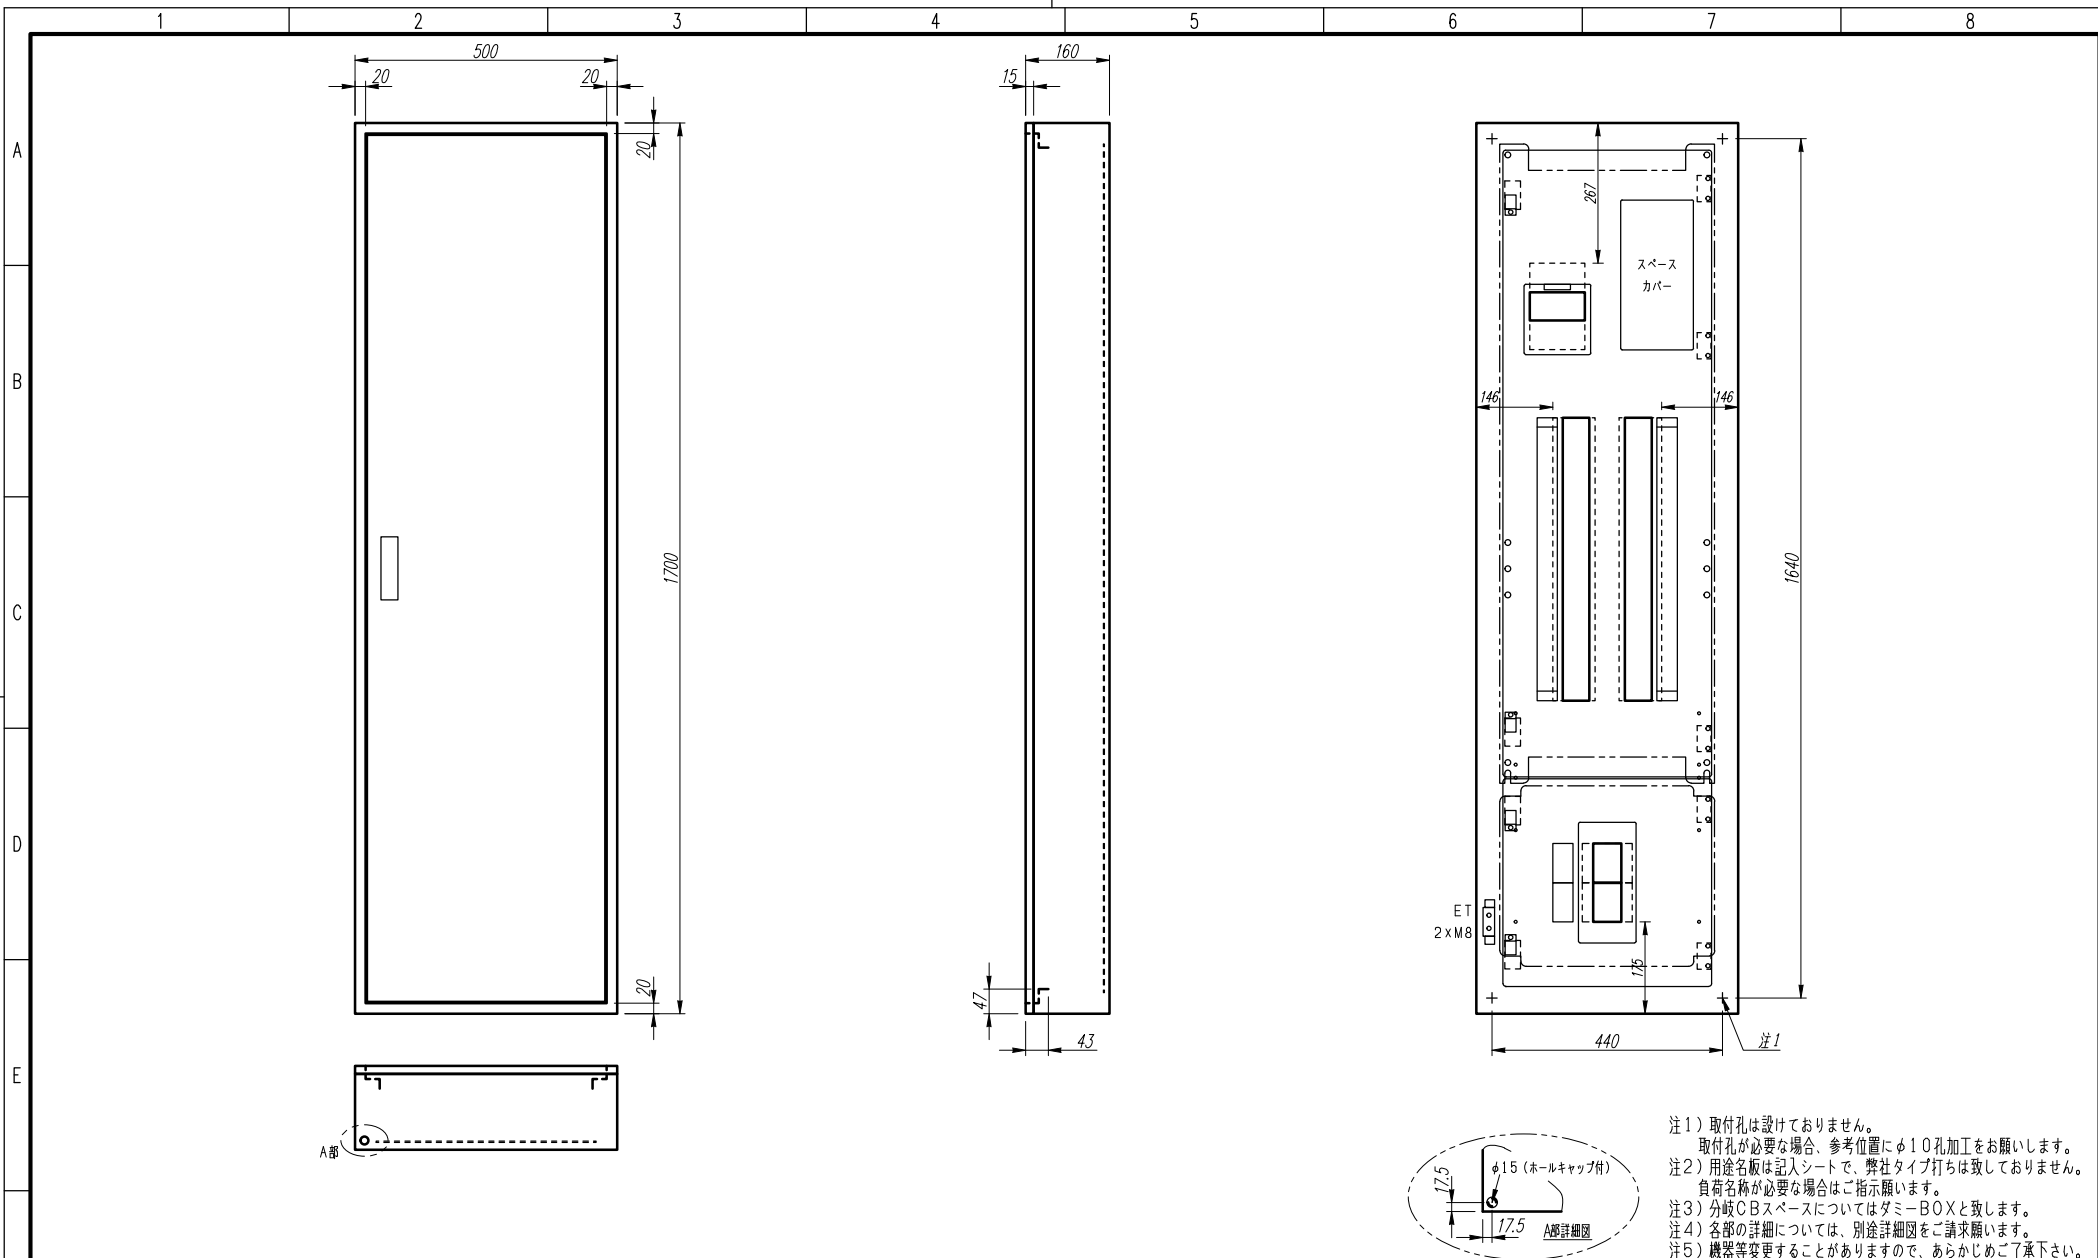 1 2 3 4 5 6 7 8
A
B
C
D
E
500
20 20
20
1700
20
160
15
47
43
267
スペース
カバー
146 146
1640
ET
2×M8
175
440
注1
A部
φ15（ホールキャップ付）
17.5
17.5
A部詳細図
注1）取付孔は設けておりません。
取付孔が必要な場合、参考位置にφ10孔加工をお願いします。
注2）用途名板は記入シートで、弊社タイプ打ちは致しておりません。
負荷名称が必要な場合はご指示願います。
注3）分岐CBスペースについてはダミーBOXと致します。
注4）各部の詳細については、別途詳細図をご請求願います。
注5）機器等変更することがありますので、あらかじめご了承下さい。